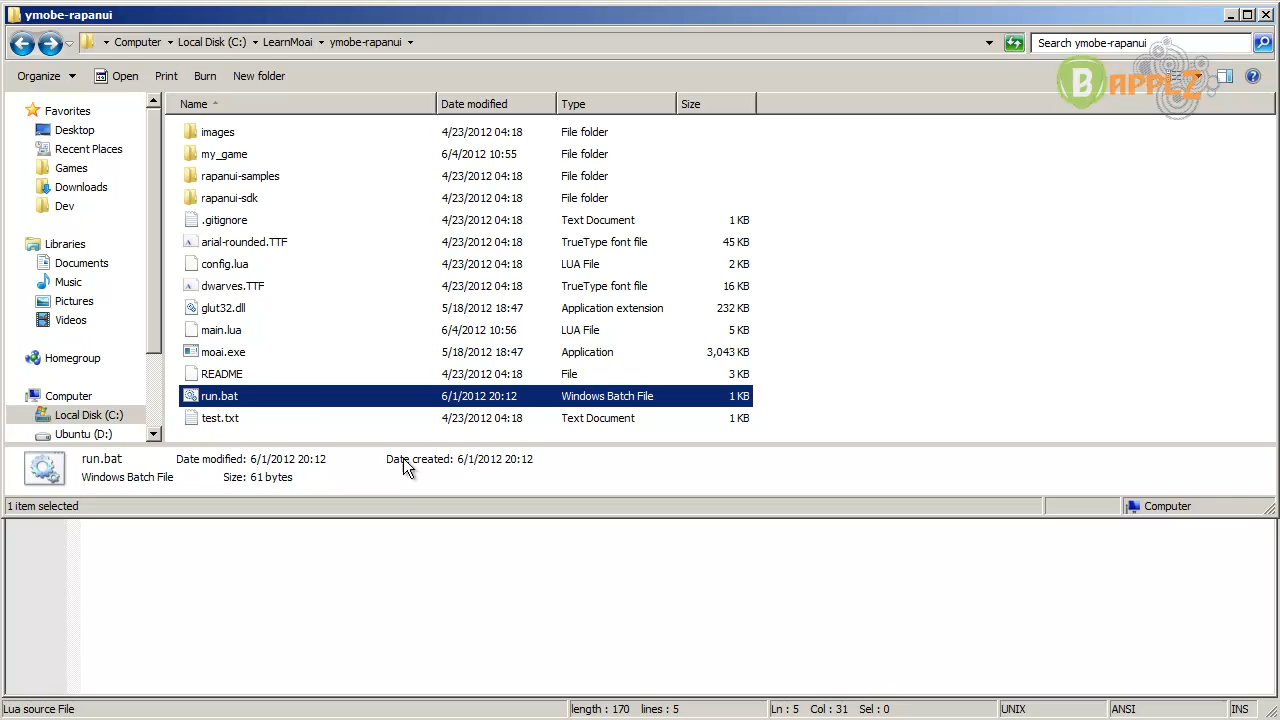 ymobe-rapanui
Computer Local Disk (C:) LearnMoai ymobe-rapanui
Search ymobe-rapanui
Organize Open Print Burn New folder
B APPLZ
Name Date modified Type Size
Favorites
Desktop
Recent Places
Games
Downloads
Dev
Libraries
Documents
Music
Pictures
Videos
Homegroup
Computer
Local Disk (C:)
Ubuntu (D:)
images 4/23/2012 04:18 File folder
my_game 6/4/2012 10:55 File folder
rapanui-samples 4/23/2012 04:18 File folder
rapanui-sdk 4/23/2012 04:18 File folder
.gitignore 4/23/2012 04:18 Text Document 1 KB
arial-rounded.TTF 4/23/2012 04:18 TrueType font file 45 KB
config.lua 4/23/2012 04:18 LUA File 2 KB
dwarves.TTF 4/23/2012 04:18 TrueType font file 16 KB
glut32.dll 5/18/2012 18:47 Application extension 232 KB
main.lua 6/4/2012 10:56 LUA File 5 KB
moai.exe 5/18/2012 18:47 Application 3,043 KB
README 4/23/2012 04:18 File 3 KB
run.bat 6/1/2012 20:12 Windows Batch File 1 KB
test.txt 4/23/2012 04:18 Text Document 1 KB
run.bat Date modified: 6/1/2012 20:12 Date created: 6/1/2012 20:12
Windows Batch File Size: 61 bytes
1 item selected Computer
Lua source File length : 170 lines : 5 Ln : 5 Col : 31 Sel : 0 UNIX ANSI INS